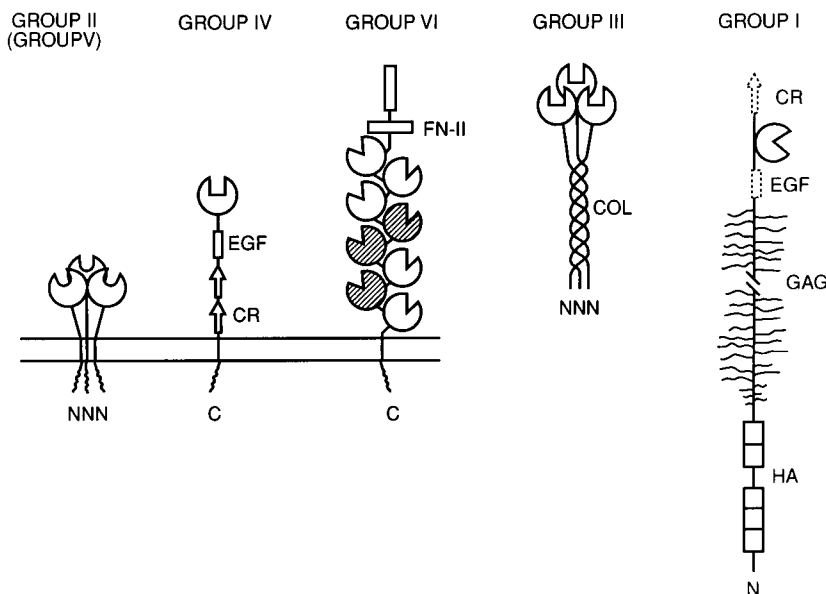 GROUP II
(GROUPV)
GROUP IV
GROUP VI
GROUP III
GROUP I
FN-II
EGF
CR
COL
CR
EGF
GAG
HA
NNN
C
C
NNN
N